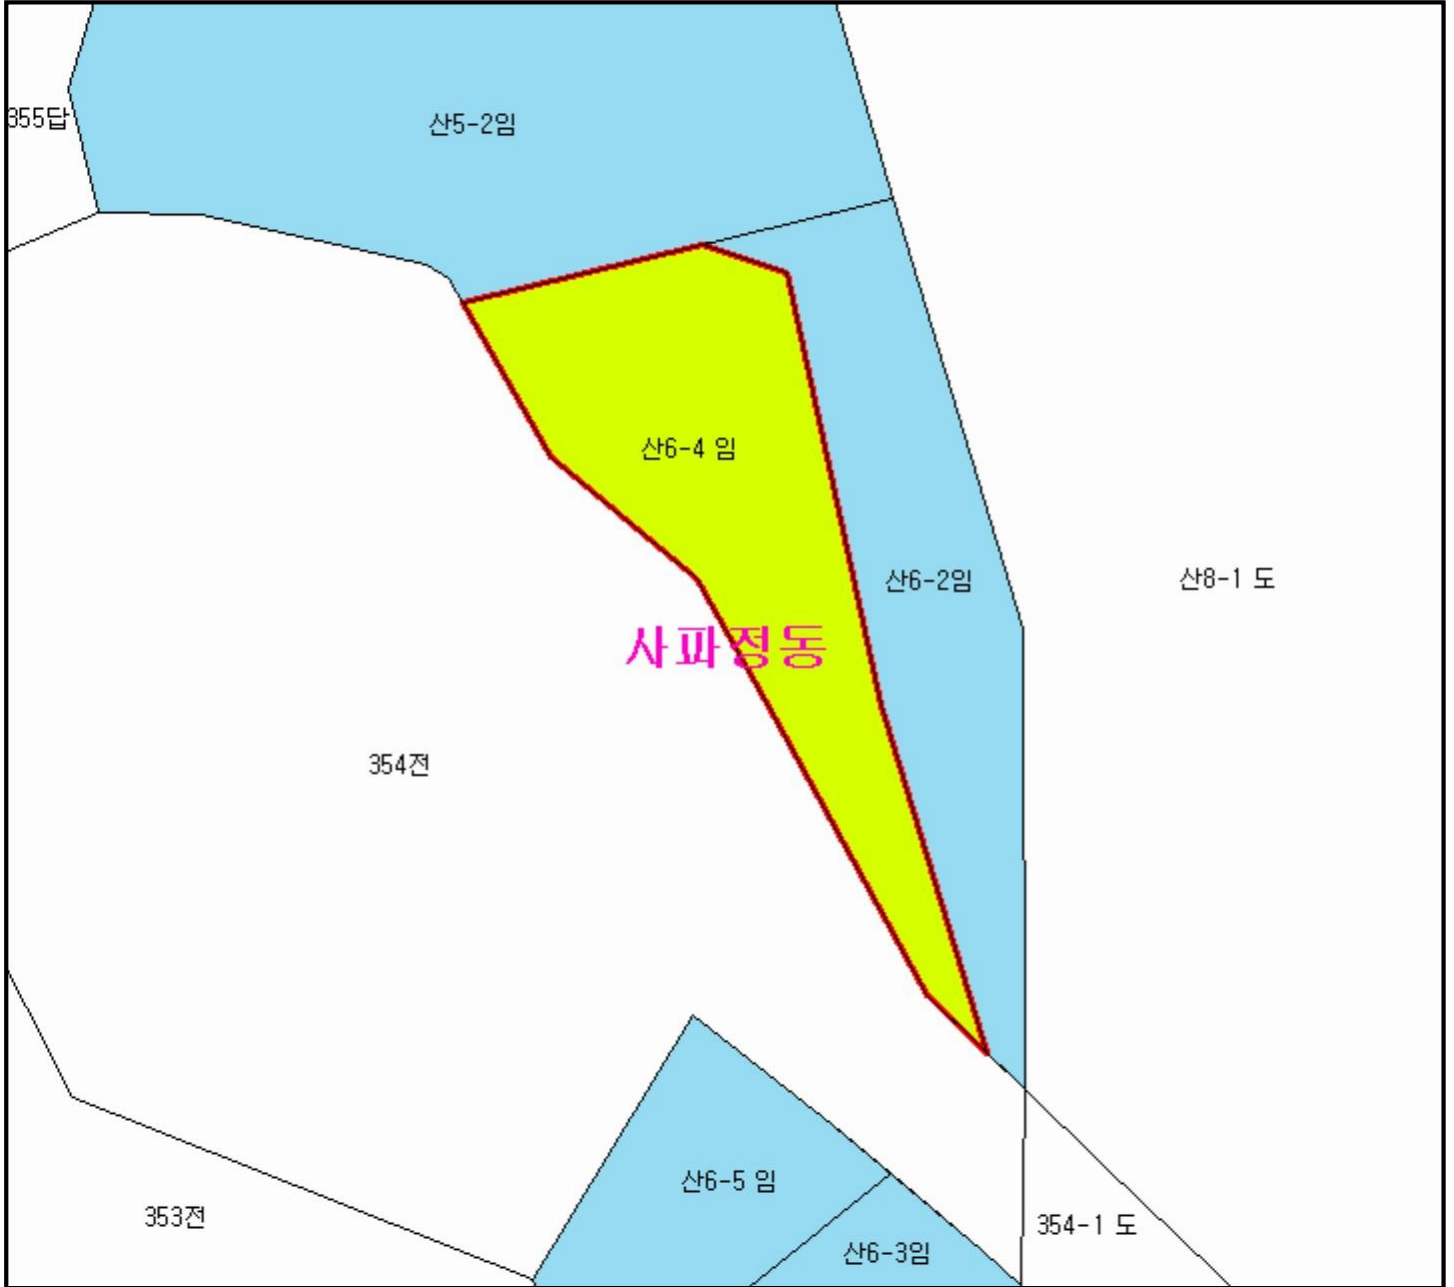 355답
산5-2임
산6-4 임
산6-2임
산8-1 도
사파정동
354전
산6-5 임
353전
354-1 도
산6-3임